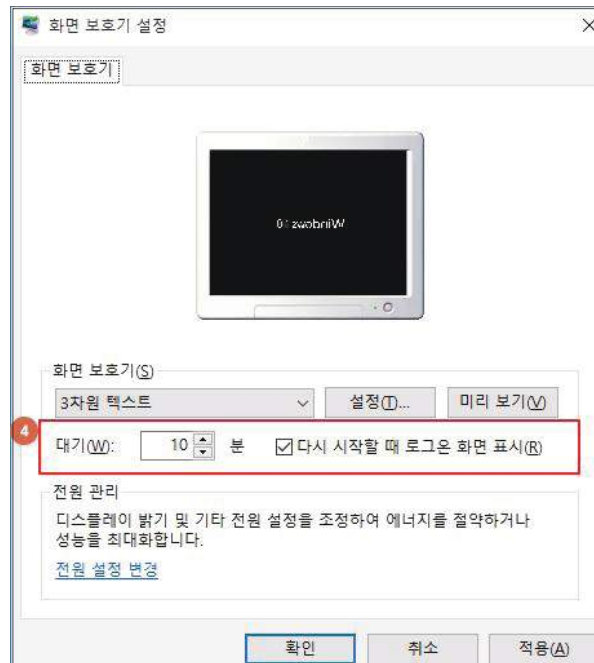 화면 보호기 설정
화면 보호기
Windows 10
화면 보호기(S)
3차원 텍스트 설정(T)... 미리 보기(V)
4
대기(W): 10 분 다시 시작할 때 로그온 화면 표시(R)
전원 관리
디스플레이 밝기 및 기타 전원 설정을 조정하여 에너지를 절약하거나
성능을 최대화합니다.
전원 설정 변경
확인 취소 적용(A)